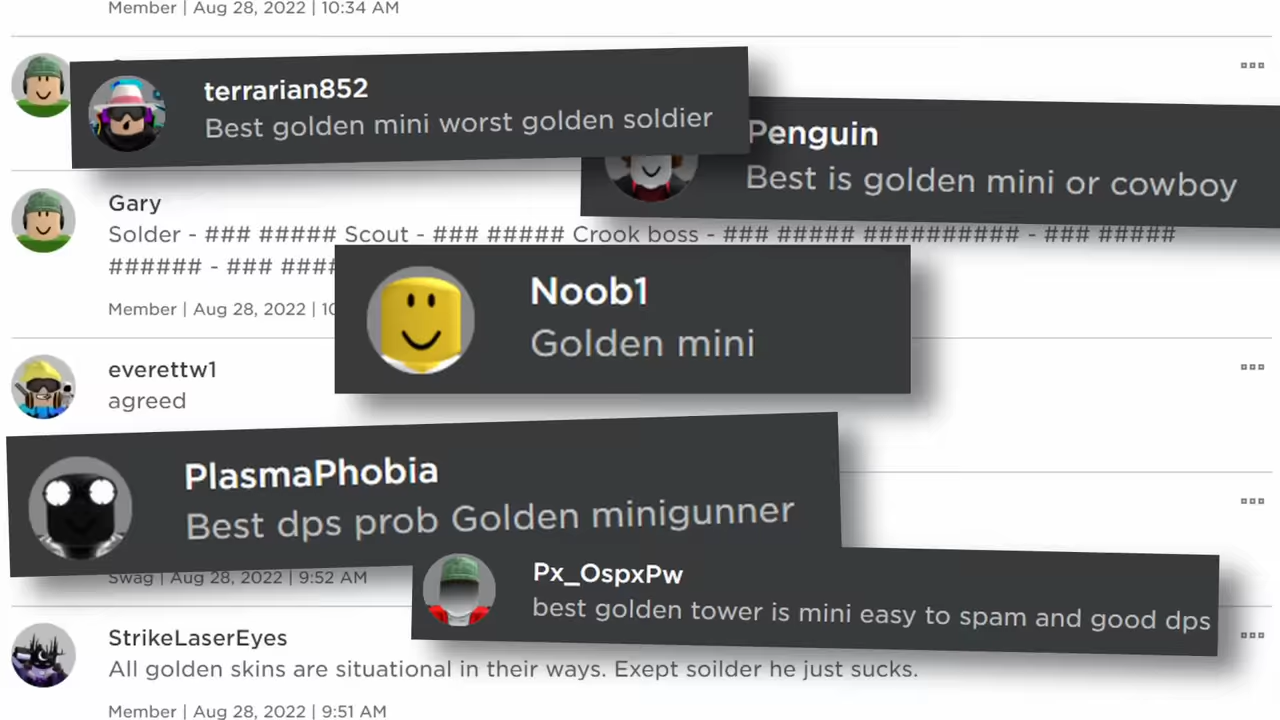 Member | Aug 28, 2022 | 10:34 AM
terrarian852
Best golden mini worst golden soldier
Penguin
Best is golden mini or cowboy
Gary
Solder - ### ##### Scout - ### ##### Crook boss - ### ##### ########## - ### #####
###### - ### ####
Member | Aug 28, 2022 |
Noob1
Golden mini
everettw1
agreed
PlasmaPhobia
Best dps prob Golden minigunner
Swag | Aug 28, 2022 | 9:52 AM
Px_OspxPw
best golden tower is mini easy to spam and good dps
StrikeLaserEyes
All golden skins are situational in their ways. Exept soilder he just sucks.
Member | Aug 28, 2022 | 9:51 AM